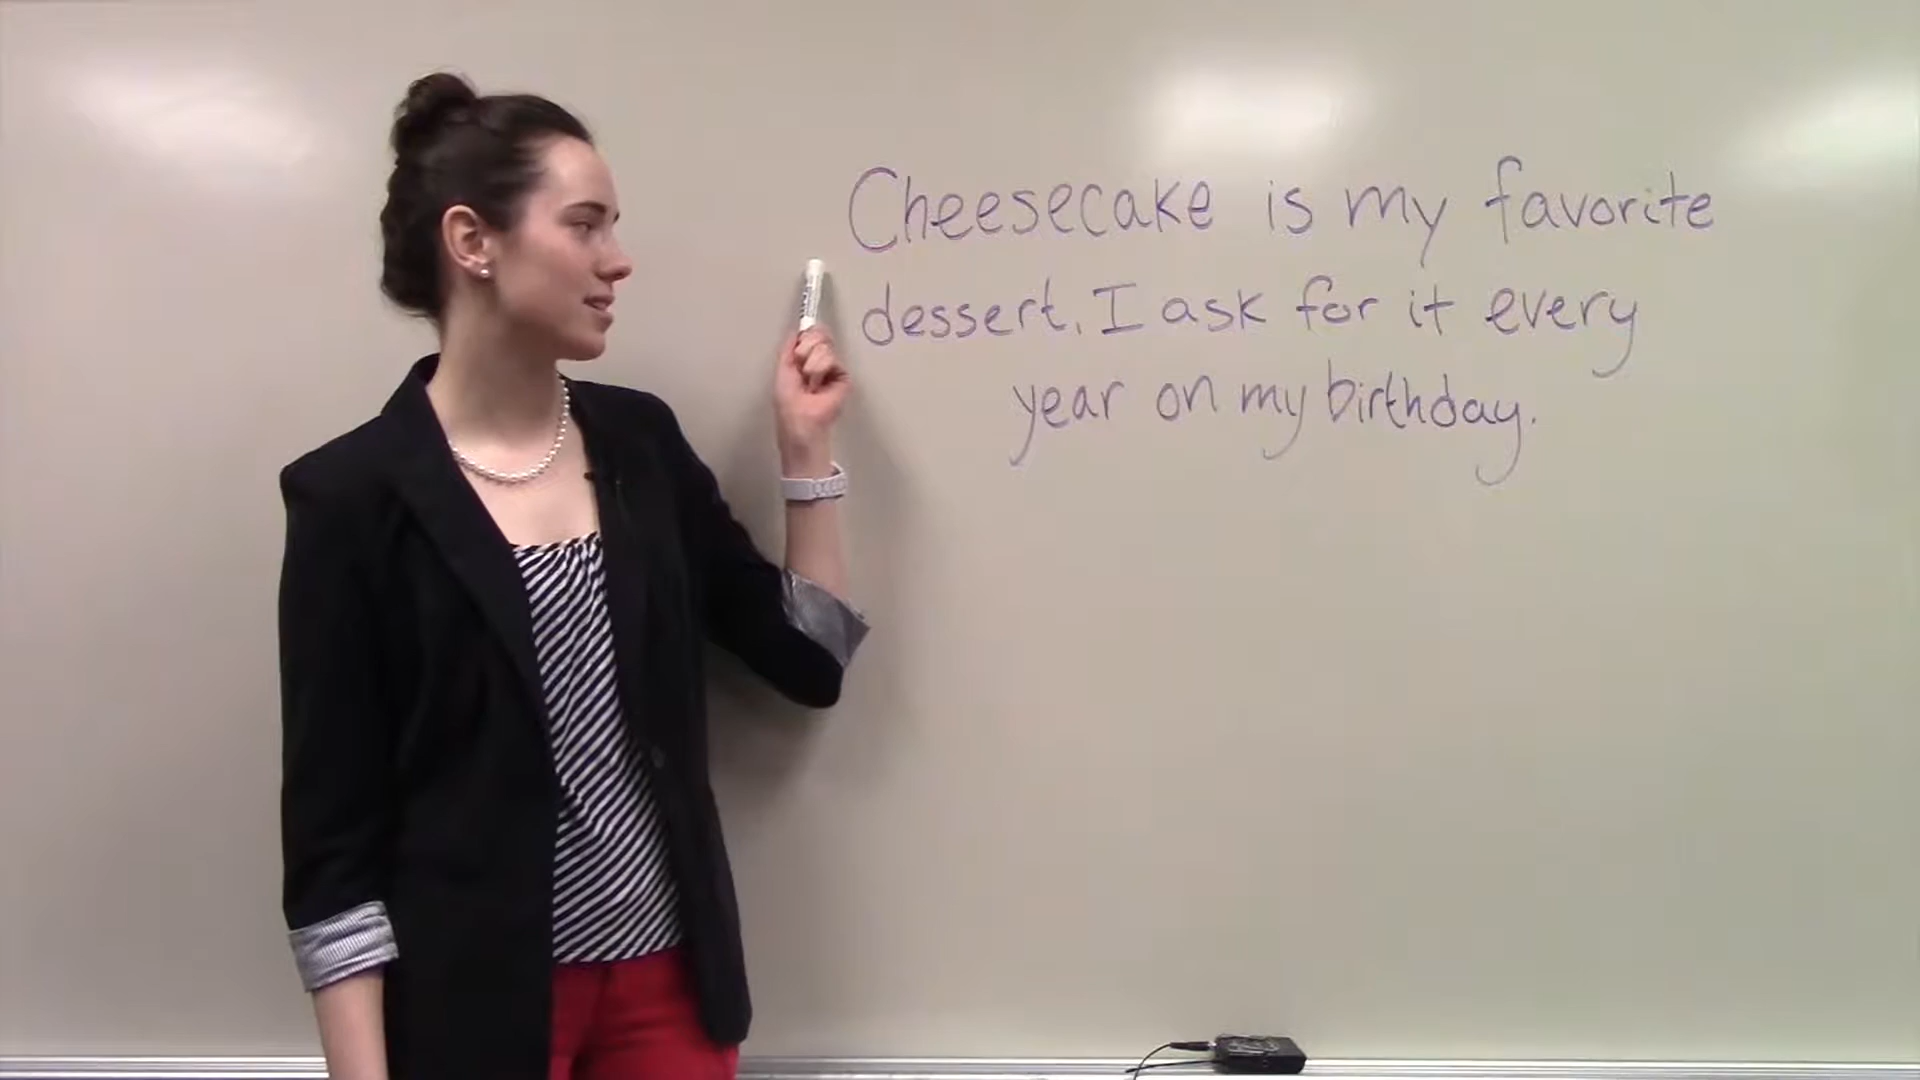 Cheesecake is my favorite
dessert. I ask for it every
year on my birthday.